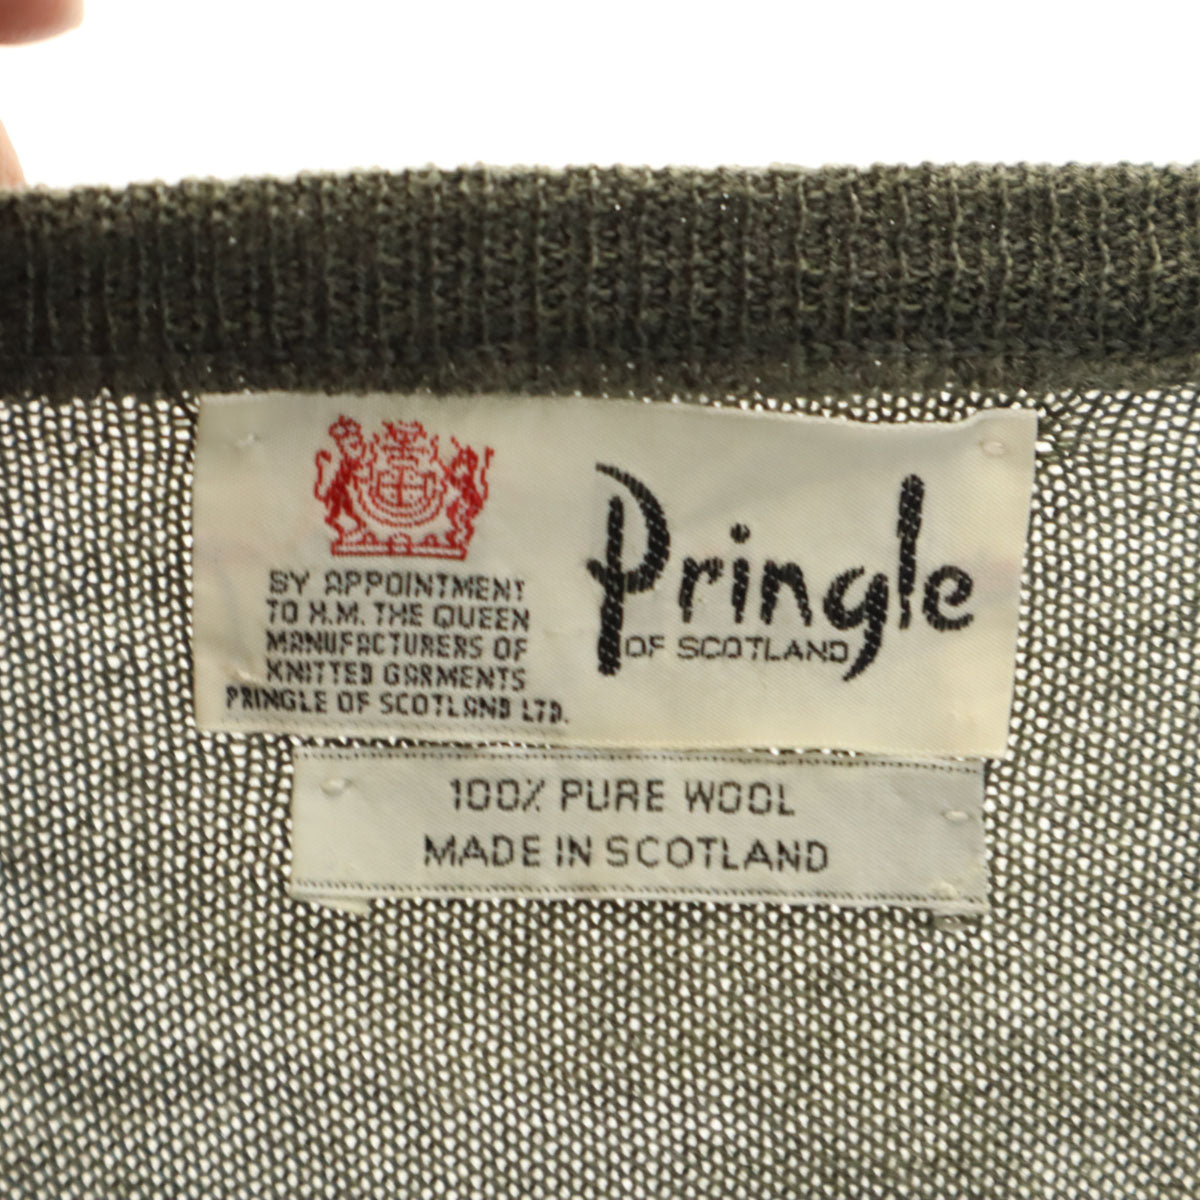 Pringle
OF SCOTLAND
BY APPOINTMENT
TO H.M. THE QUEEN
MANUFACTURERS OF
KNITTED GARMENTS
PRINGLE OF SCOTLAND LTD.
100% PURE WOOL
MADE IN SCOTLAND